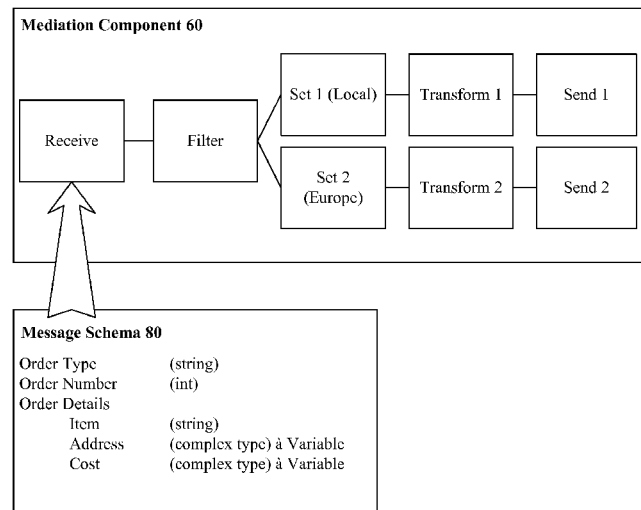 Mediation Component 60
Receive
Filter
Set 1 (Local)
Transform 1
Send 1
Set 2
(Europe)
Transform 2
Send 2
Message Schema 80
Order Type (string)
Order Number (int)
Order Details
Item (string)
Address (complex type) à Variable
Cost (complex type) à Variable